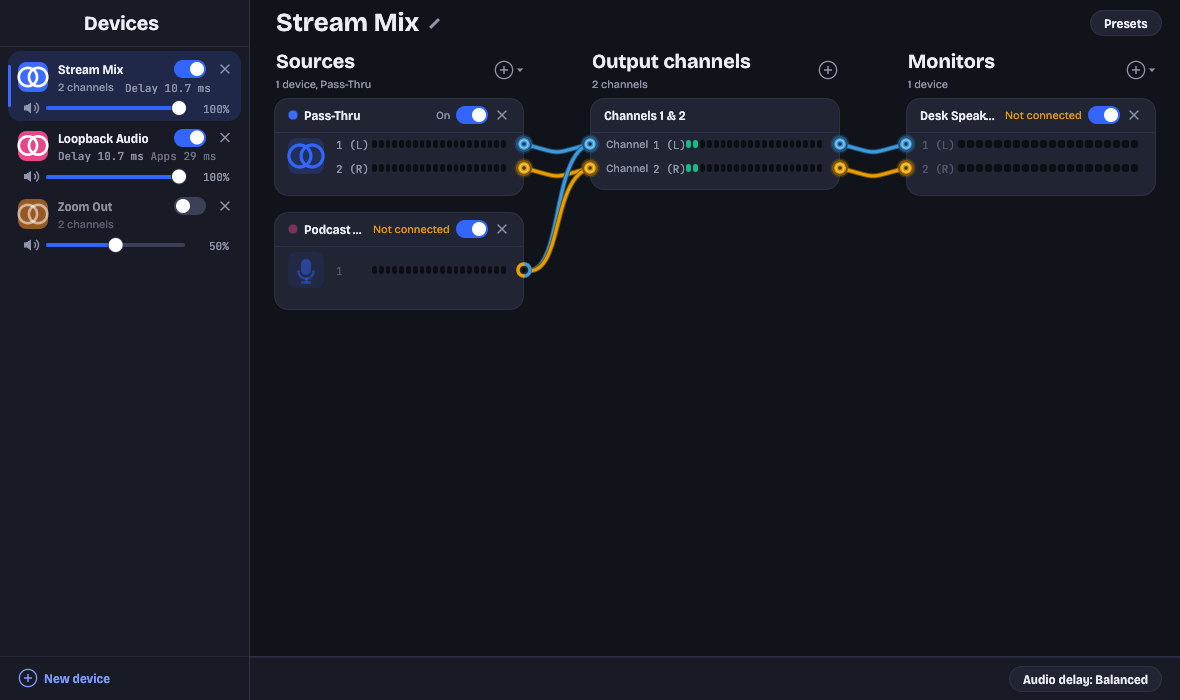 Devices
Stream Mix
2 channels Delay 10.7 ms
100%
Loopback Audio
Delay 10.7 ms Apps 29 ms
100%
Zoom Out
2 channels
50%
New device
Stream Mix
Presets
Sources
1 device, Pass-Thru
Pass-Thru On
1 (L)
2 (R)
Podcast ... Not connected
1
Output channels
2 channels
Channels 1 & 2
Channel 1 (L)
Channel 2 (R)
Monitors
1 device
Desk Speak... Not connected
1 (L)
2 (R)
Audio delay: Balanced